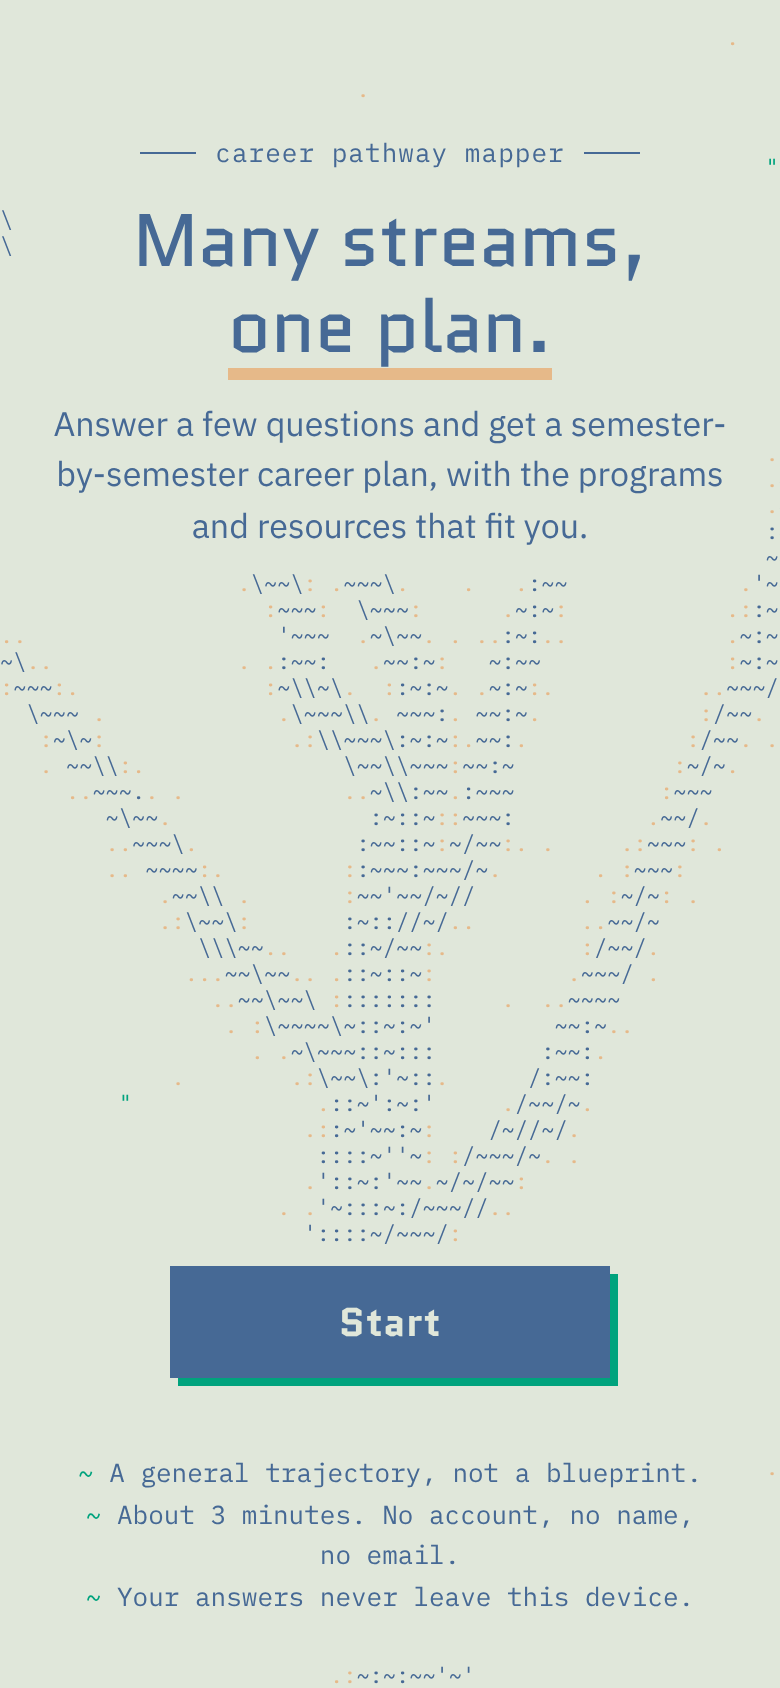 career pathway mapper
Many streams,
one plan.
Answer a few questions and get a semester-
by-semester career plan, with the programs
and resources that fit you.
Start
~ A general trajectory, not a blueprint.
~ About 3 minutes. No account, no name,
no email.
~ Your answers never leave this device.